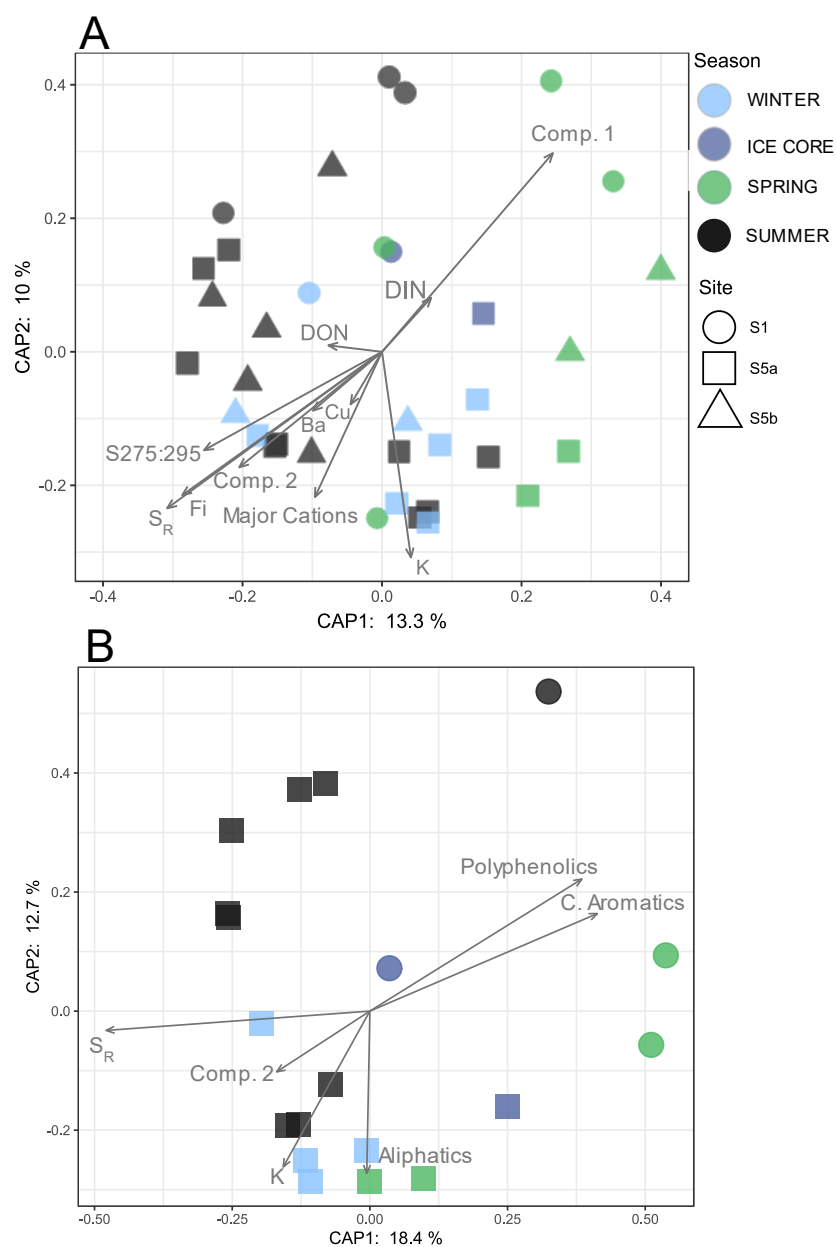 A
Season
WINTER
ICE CORE
SPRING
SUMMER
Site
S1
S5a
S5b
CAP2: 10 %
0.4
0.2
0.0
-0.2
Comp. 1
DIN
DON
Cu
Ba
S275:295
Comp. 2
Fi
SR
Major Cations
K
-0.4
-0.2
0.0
0.2
0.4
CAP1: 13.3 %
B
CAP2: 12.7 %
0.4
0.2
0.0
-0.2
Polyphenolics
C. Aromatics
SR
Comp. 2
Aliphatics
K
-0.50
-0.25
0.00
0.25
0.50
CAP1: 18.4 %